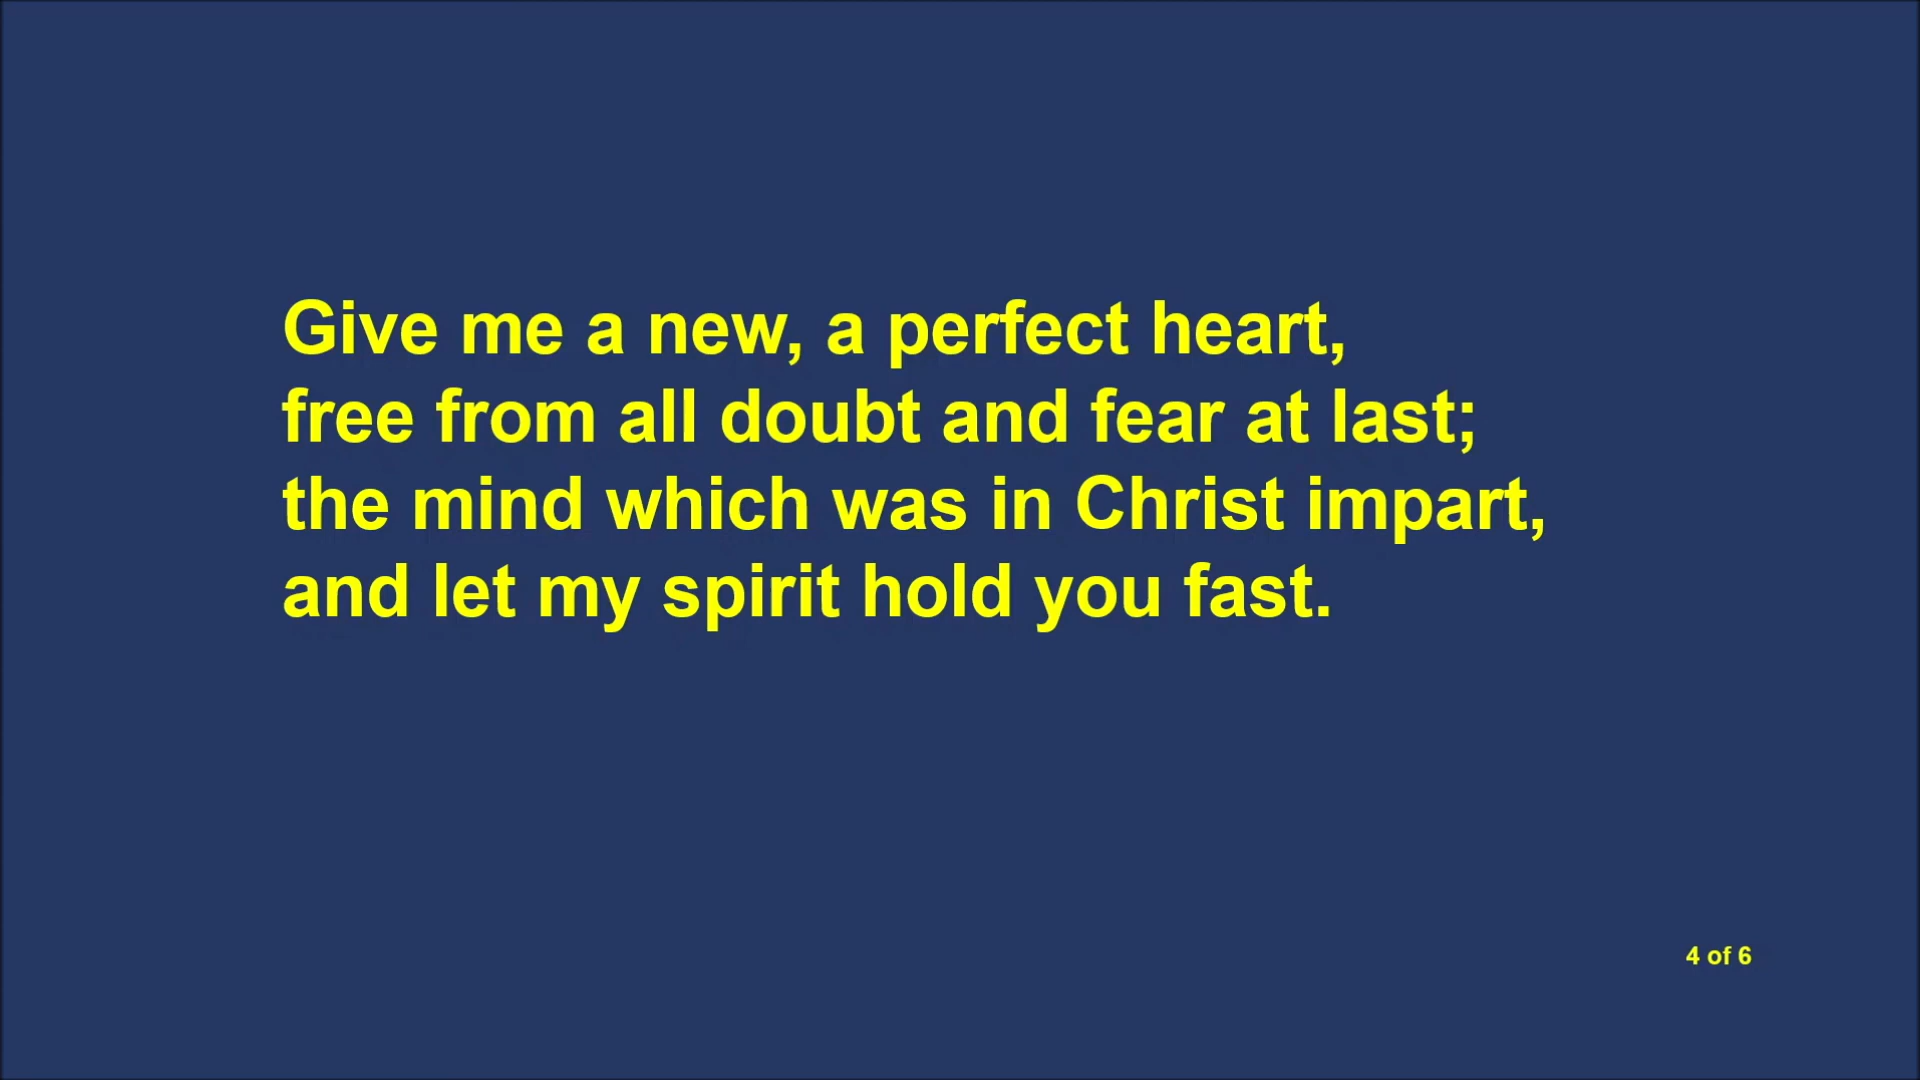 Give me a new, a perfect heart,
free from all doubt and fear at last;
the mind which was in Christ impart,
and let my spirit hold you fast.
4 of 6